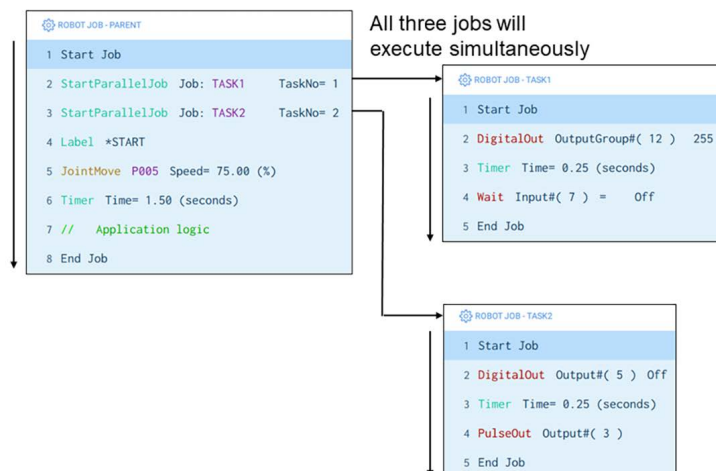 ROBOT JOB - PARENT
1 Start Job
2 StartParallelJob Job: TASK1 TaskNo= 1
3 StartParallelJob Job: TASK2 TaskNo= 2
4 Label *START
5 JointMove P005 Speed= 75.00 (%)
6 Timer Time= 1.50 (seconds)
7 // Application logic
8 End Job
All three jobs will
execute simultaneously
ROBOT JOB - TASK1
1 Start Job
2 DigitalOut OutputGroup#( 12 ) 255
3 Timer Time= 0.25 (seconds)
4 Wait Input#( 7 ) = Off
5 End Job
ROBOT JOB - TASK2
1 Start Job
2 DigitalOut Output#( 5 ) Off
3 Timer Time= 0.25 (seconds)
4 PulseOut Output#( 3 )
5 End Job